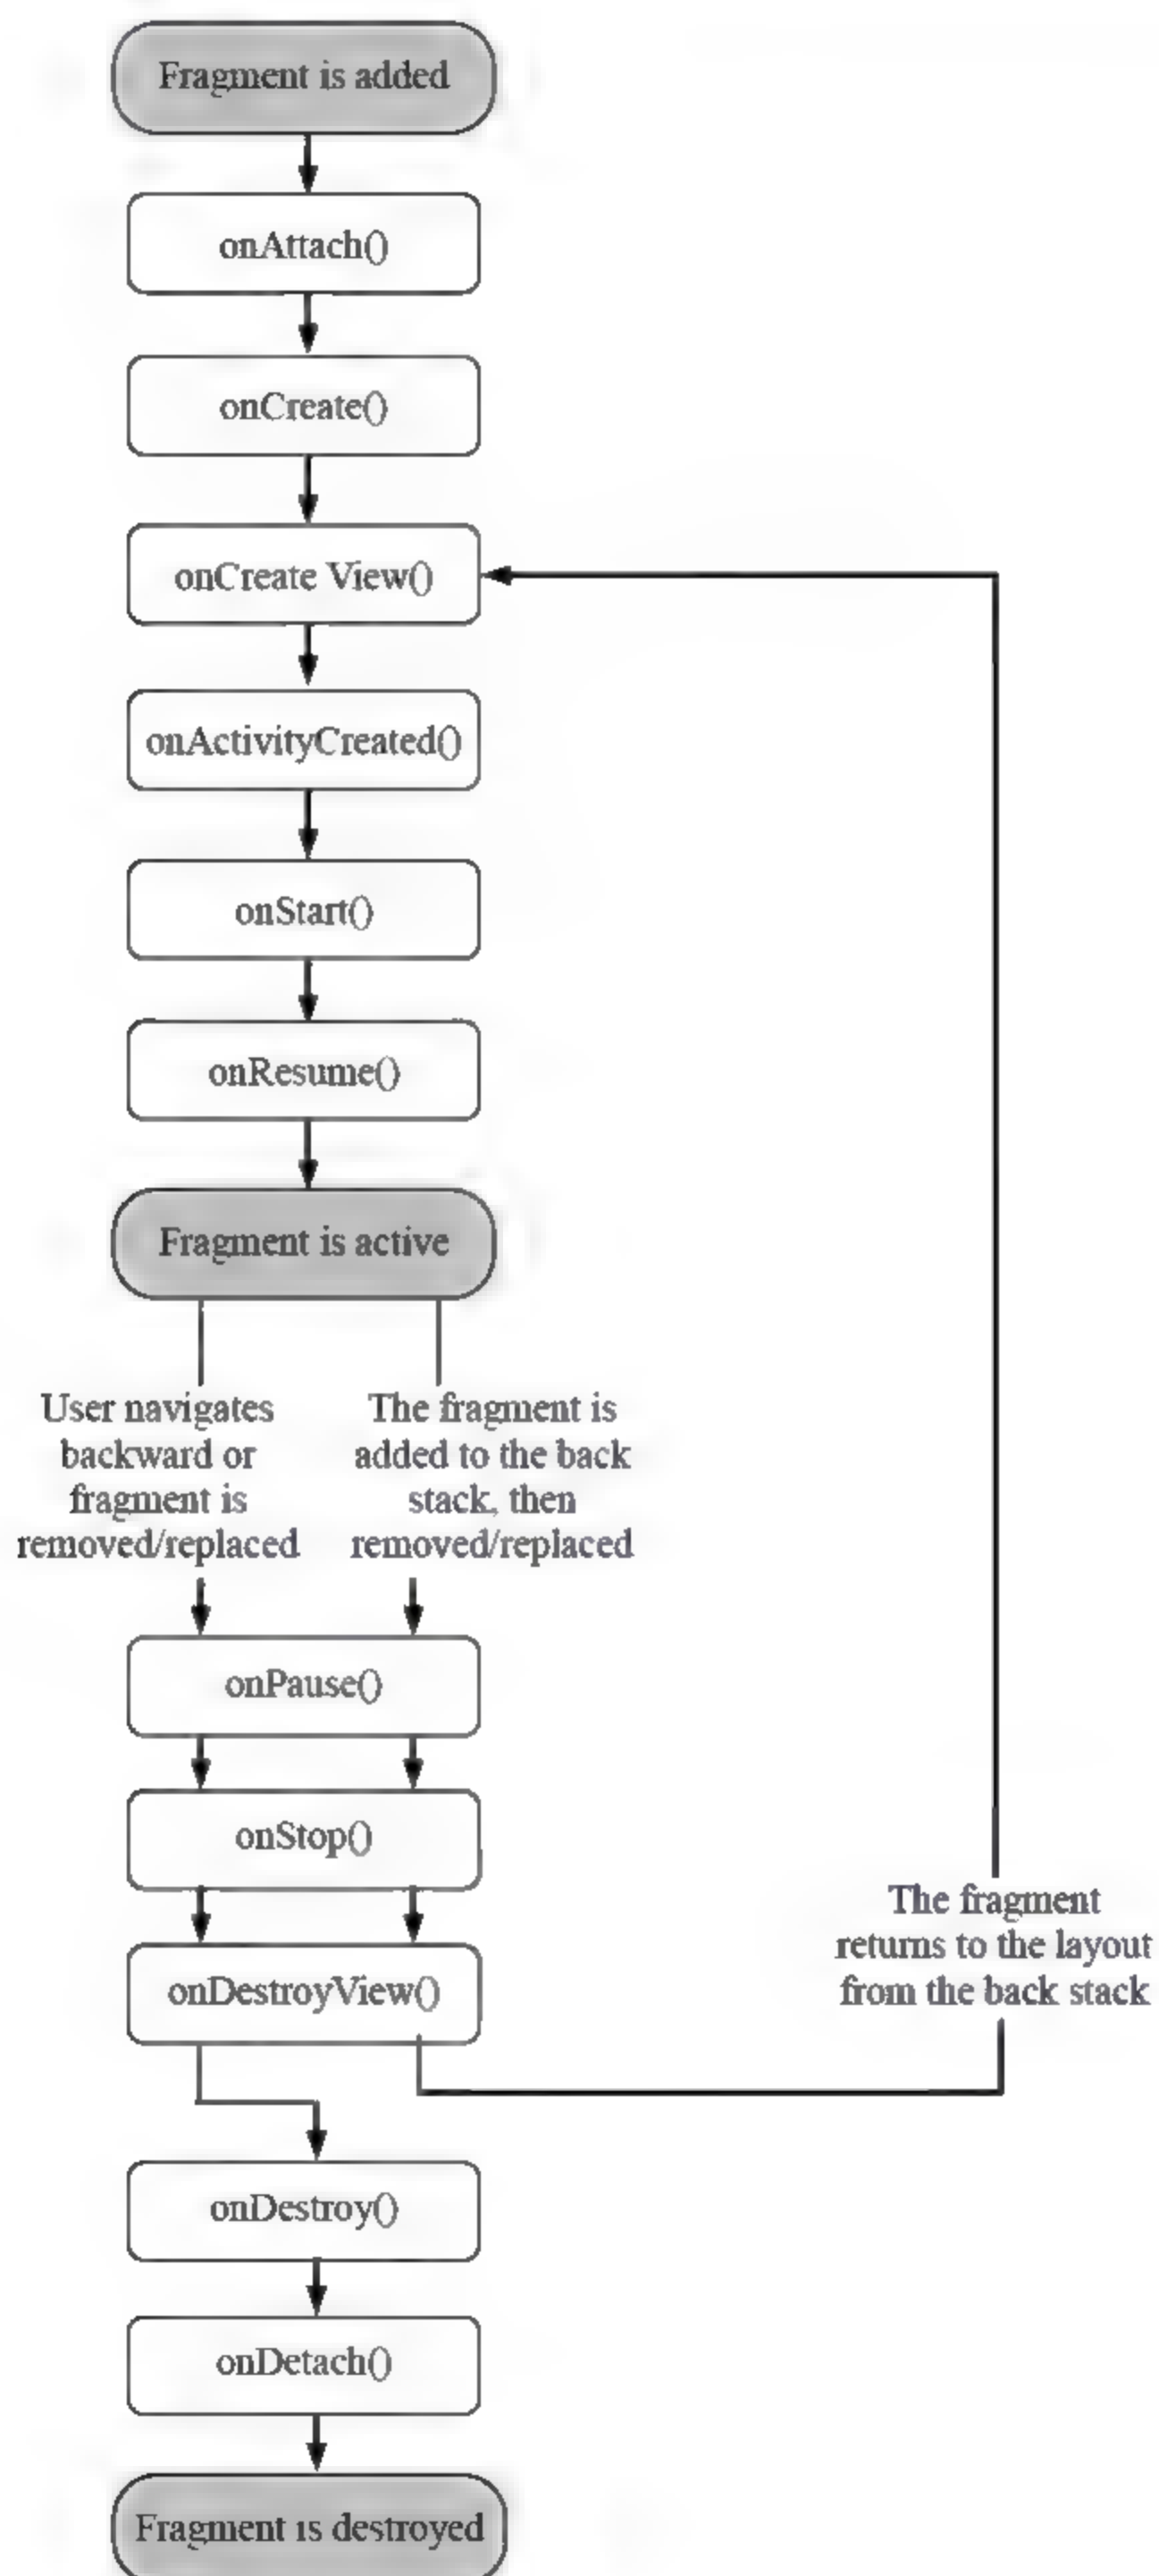 Fragment is added
onAttach()
onCreate()
onCreate View()
onActivityCreated()
onStart()
onResume()
Fragment is active
User navigates
backward or
fragment is
removed/replaced
The fragment is
added to the back
stack, then
removed/replaced
onPause()
onStop()
onDestroyView()
The fragment
returns to the layout
from the back stack
onDestroy()
onDetach()
Fragment is destroyed